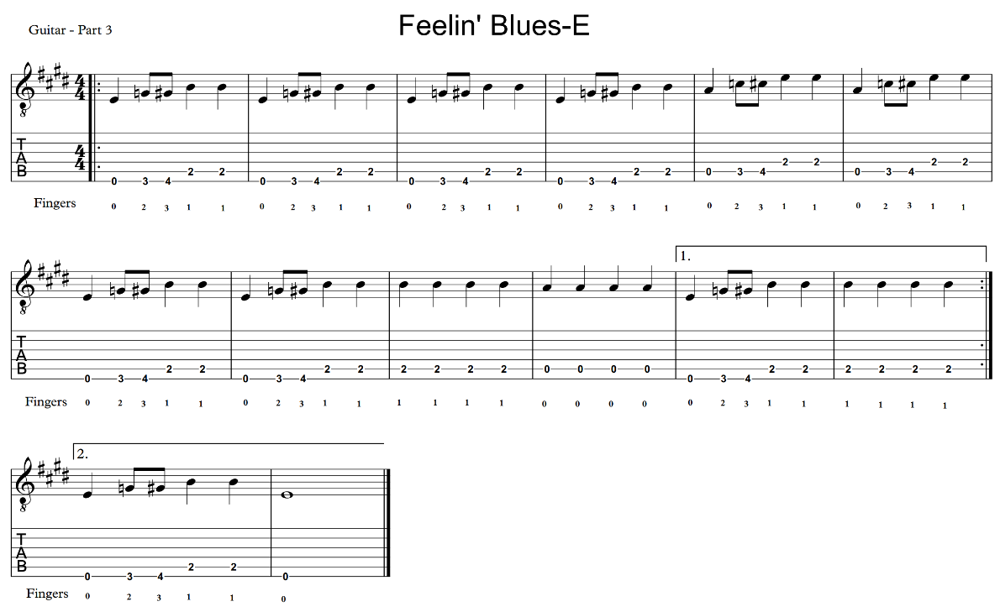 Feelin' Blues-E
Guitar - Part 3
8
4
4
T
A
B
4
4
0 3 4 2 2 0 3 4 2 2 0 3 4 2 2 0 3 4 2 2 0 3 4 2 2 0 3 4 2 2
Fingers 0 2 3 1 1 0 2 3 1 1 0 2 3 1 1 0 2 3 1 1 0 2 3 1 1 0 2 3 1 1
1.
8
T
A
B
0 3 4 2 2 0 3 4 2 2 2 2 2 2 0 0 0 0 0 3 4 2 2 2 2 2 2
Fingers 0 2 3 1 1 0 2 3 1 1 1 1 1 1 0 0 0 0 0 2 3 1 1 1 1 1 1
2.
8
T
A
B
0 3 4 2 2 0
Fingers 0 2 3 1 1 0